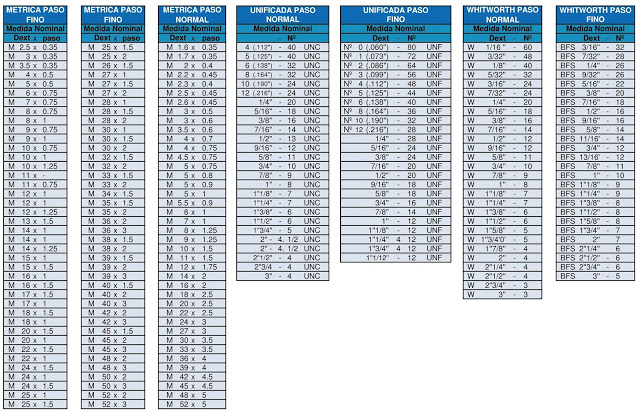 METRICA PASO
FINO
Medida Nominal
Dext x paso
M 2.5 x 0.35
M 3 x 0.35
M 3.5 x 0.35
M 4 x 0.5
M 5 x 0.5
M 6 x 0.75
M 7 x 0.75
M 8 x 0.75
M 8 x 1
M 9 x 1
M 10 x 0.75
M 10 x 1
M 10 x 1.25
M 11 x -
M 11 x 0.75
M 12 x 1
M 12 x 1
M 12 x 1.25
M 13 x 1.5
M 14 x 1
M 14 x 1
M 14 x 1.25
M 15 x 1.5
M 15 x 1
M 16 x 1
M 16 x 1.5
M 17 x 1
M 18 x 1.5
M 18 x 1
M 20 x 1.5
M 20 x 1
M 22 x 1.5
M 22 x 1
M 24 x 1
M 24 x 1.5
M 25 x 1
M 25 x 1.5
METRICA PASO
FINO
Medida Nominal
Dext x paso
M 25 x 1.5
M 25 x 2
M 26 x 1.5
M 27 x 1
M 27 x 1.5
M 27 x 2
M 28 x 1
M 28 x 1.5
M 28 x 2
M 30 x 1
M 30 x 1.5
M 30 x 2
M 32 x 1.5
M 32 x 2
M 33 x 1.5
M 33 x 2
M 34 x 1.5
M 35 x 1.5
M 35 x 2
M 36 x 2
M 36 x 3
M 38 x 1.5
M 38 x 2
M 39 x 1.5
M 39 x 2
M 39 x 3
M 40 x 1.5
M 40 x 2
M 40 x 3
M 42 x 2
M 42 x 3
M 45 x 1.5
M 45 x 2
M 45 x 3
M 48 x 2
M 48 x 3
M 50 x 2
M 50 x 3
M 52 x 2
M 52 x 3
METRICA PASO
NORMAL
Medida Nominal
Dext x paso
M 1.6 x 0.35
M 1.7 x 0.35
M 2 x 0.4
M 2.2 x 0.45
M 2.3 x 0.4
M 2.5 x 0.45
M 2.6 x 0.45
M 3 x 0.5
M 3.5 x 0.6
M 4 x 0.7
M 4 x 0.75
M 4.5 x 0.75
M 5 x 0.75
M 5 x 0.8
M 5 x 0.9
M 5 x 1
M 5.5 x 0.9
M 6 x 1
M 7 x 1
M 8 x 1.25
M 9 x 1.25
M 10 x 1.5
M 11 x 1.5
M 12 x 1.75
M 14 x 2
M 16 x 2
M 18 x 2.5
M 20 x 2.5
M 22 x 2.5
M 24 x 3
M 27 x 3
M 30 x 3.5
M 33 x 3.5
M 36 x 4
M 39 x 4
M 42 x 4.5
M 45 x 4.5
M 48 x 5
M 52 x 5
UNIFICADA PASO
NORMAL
Medida Nominal
Dext - Nº
4 (.112") - 40 UNC
5 (.125") - 40 UNC
6 (.138") - 32 UNC
8 (.164") - 32 UNC
10 (.190") - 24 UNC
12 (.216") - 24 UNC
1/4" - 20 UNC
5/16" - 18 UNC
3/8" - 16 UNC
7/16" - 14 UNC
1/2" - 13 UNC
9/16" - 12 UNC
5/8" - 11 UNC
3/4" - 10 UNC
7/8" - 9 UNC
1" - 8 UNC
1"1/8" - 7 UNC
1"1/4" - 7 UNC
1"3/8" - 6 UNC
1"1/2" - 6 UNC
1"3/4" - 5 UNC
2" - 4. 1/2 UNC
2" - 4. 1/2 UNC
2"1/2" - 4 UNC
2"3/4 - 4 UNC
3" - 4 UNC
UNIFICADA PASO
FINO
Medida Nominal
Dext - Nº
Nº 0 (.060") - 80 UNF
Nº 1 (.073") - 72 UNF
Nº 2 (.086") - 64 UNF
Nº 3 (.099") - 56 UNF
Nº 4 (.112") - 48 UNF
Nº 5 (.125") - 44 UNF
Nº 6 (.138") - 40 UNF
Nº 8 (.164") - 36 UNF
Nº 10 (.190") - 32 UNF
Nº 12 (.216") - 28 UNF
1/4" - 28 UNF
5/16" - 24 UNF
3/8" - 24 UNF
7/16" - 20 UNF
1/2" - 20 UNF
9/16" - 18 UNF
5/8" - 18 UNF
3/4" - 16 UNF
7/8" - 14 UNF
1" - 12 UNF
1"1/8" - 12 UNF
1"1/4" 4 12 UNF
1"3/4" 4 12 UNF
1"1/2" - 12 UNF
WHITWORTH PASO
NORMAL
Medida Nominal
Dext - Nº
W 1/16 " - 60
W 3/32" - 48
W 1/8" - 40
W 5/32" - 32
W 3/16" - 24
W 7/32" - 24
W 1/4" - 20
W 5/16" - 18
W 3/8" - 16
W 7/16" - 14
W 1/2" - 12
W 9/16" - 12
W 5/8" - 11
W 3/4" - 10
W 7/8" - 9
W 1" - 8
W 1"1/8" - 7
W 1"1/4" - 7
W 1"3/8" - 6
W 1"1/2" - 6
W 1"5/8" - 5
W 1"3/4'0' - 5
W 1"7/8" - 4
W 2" - 4
W 2"1/4" - 4
W 2"1/2" - 4
W 2"3/4" - 3
W 3" - 3
WHITWORTH PASO
FINO
Medida Nominal
Dext - Nº
BFS 3/16" - 32
BFS 7/32" - 28
BFS 1/4" - 26
BFS 9/32" - 26
BFS 5/16" - 22
BFS 3/8" - 20
BFS 7/16" - 18
BFS 1/2" - 16
BFS 9/16" - 16
BFS 5/8" - 14
BFS 11/16" - 14
BFS 3/4" - 12
BFS 13/16' - 12
BFS 7/8" - 11
BFS 1" - 10
BFS 1"1/8" - 9
BFS 1"1/4" - 9
BFS 1"3/8" - 8
BFS 1"1/2" - 8
BFS 1"5/8" - 8
BFS 1"3/4" - 7
BFS 2" - 7
BFS 2"1/4" - 6
BFS 2"1/2" - 6
BFS 2"3/4" - 6
BFS 3" - 5